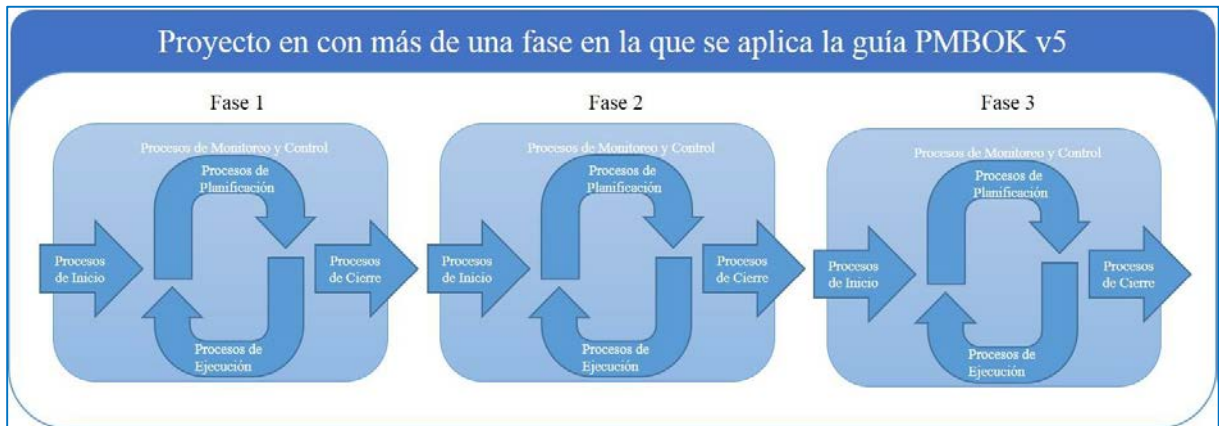 Proyecto en con más de una fase en la que se aplica la guía PMBOK v5
Fase 1
Procesos de Monitoreo y Control
Procesos de
Planificación
Procesos
de Inicio
Procesos
de Cierre
Procesos de
Ejecución
Fase 2
Procesos de Monitoreo y Control
Procesos de
Planificación
Procesos
de Inicio
Procesos
de Cierre
Procesos de
Ejecución
Fase 3
Procesos de Monitoreo y Control
Procesos de
Planificación
Procesos
de Inicio
Procesos
de Cierre
Procesos de
Ejecución